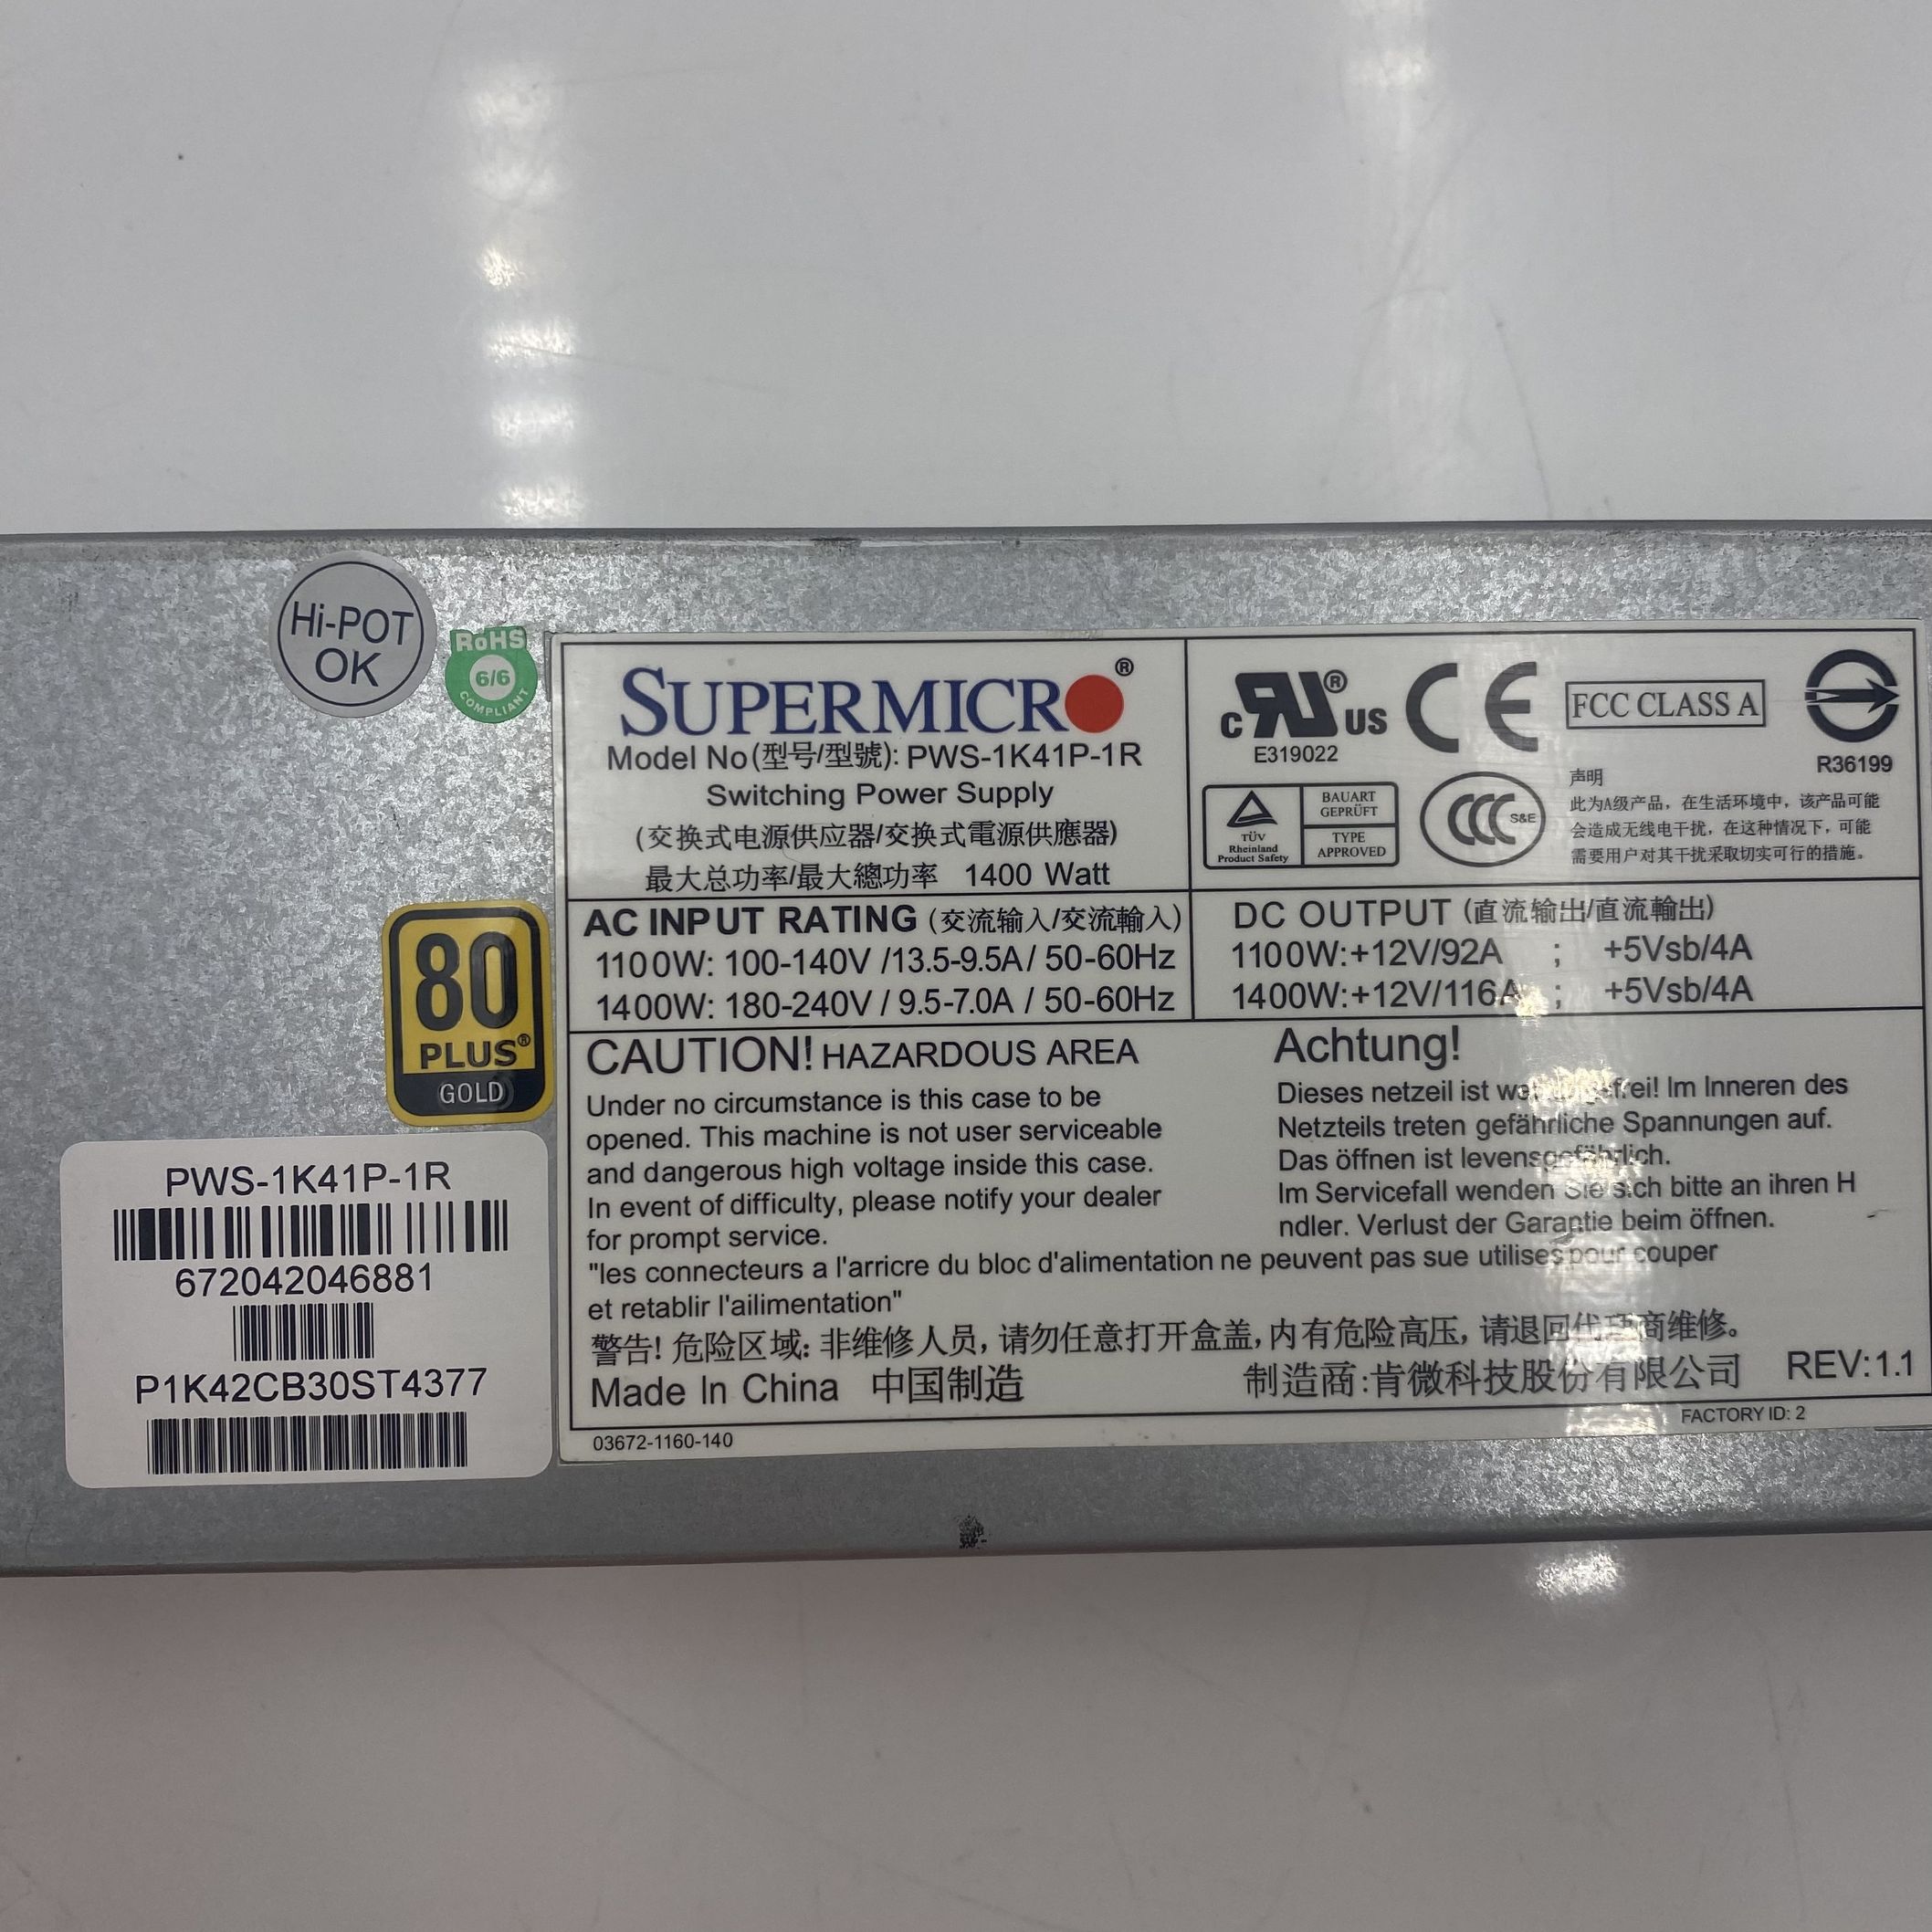 Hi-POT
OK
RoHS
6/6
COMPLIANT
80
PLUS®
GOLD
PWS-1K41P-1R
672042046881
P1K42CB30ST4377
SUPERMICRO®
Model No(型号/型號): PWS-1K41P-1R
Switching Power Supply
(交换式电源供应器/交换式電源供應器)
最大总功率/最大總功率 1400 Watt
C RU ® US
E319022
CE
FCC CLASS A
R36199
TÜV
Rheinland
Product Safety
BAUART
GEPRÜFT
TYPE
APPROVED
CCC S&E
声明
此为A级产品，在生活环境中，该产品可能
会造成无线电干扰，在这种情况下，可能
需要用户对其干扰采取切实可行的措施。
AC INPUT RATING (交流输入/交流輸入)
1100W: 100-140V /13.5-9.5A/ 50-60Hz
1400W: 180-240V / 9.5-7.0A / 50-60Hz
DC OUTPUT (直流输出/直流輸出)
1100W:+12V/92A ; +5Vsb/4A
1400W:+12V/116A ; +5Vsb/4A
CAUTION! HAZARDOUS AREA
Under no circumstance is this case to be
opened. This machine is not user serviceable
and dangerous high voltage inside this case.
In event of difficulty, please notify your dealer
for prompt service.
Achtung!
Dieses netzeil ist Im Inneren des
Netzteils treten gefährliche Spannungen auf.
Das öffnen ist levensgefährlich.
Im Servicefall wenden Sie sich bitte an ihren H
ndler. Verlust der Garantie beim öffnen.
"les connecteurs a l'arricre du bloc d'alimentation ne peuvent pas sue utilises pour couper
et retablir l'ailimentation"
警告! 危险区域: 非维修人员, 请勿任意打开盒盖, 内有危险高压, 请退回代理商维修。
Made In China 中国制造
制造商:肯微科技股份有限公司 REV:1.1
FACTORY ID: 2
03672-1160-140